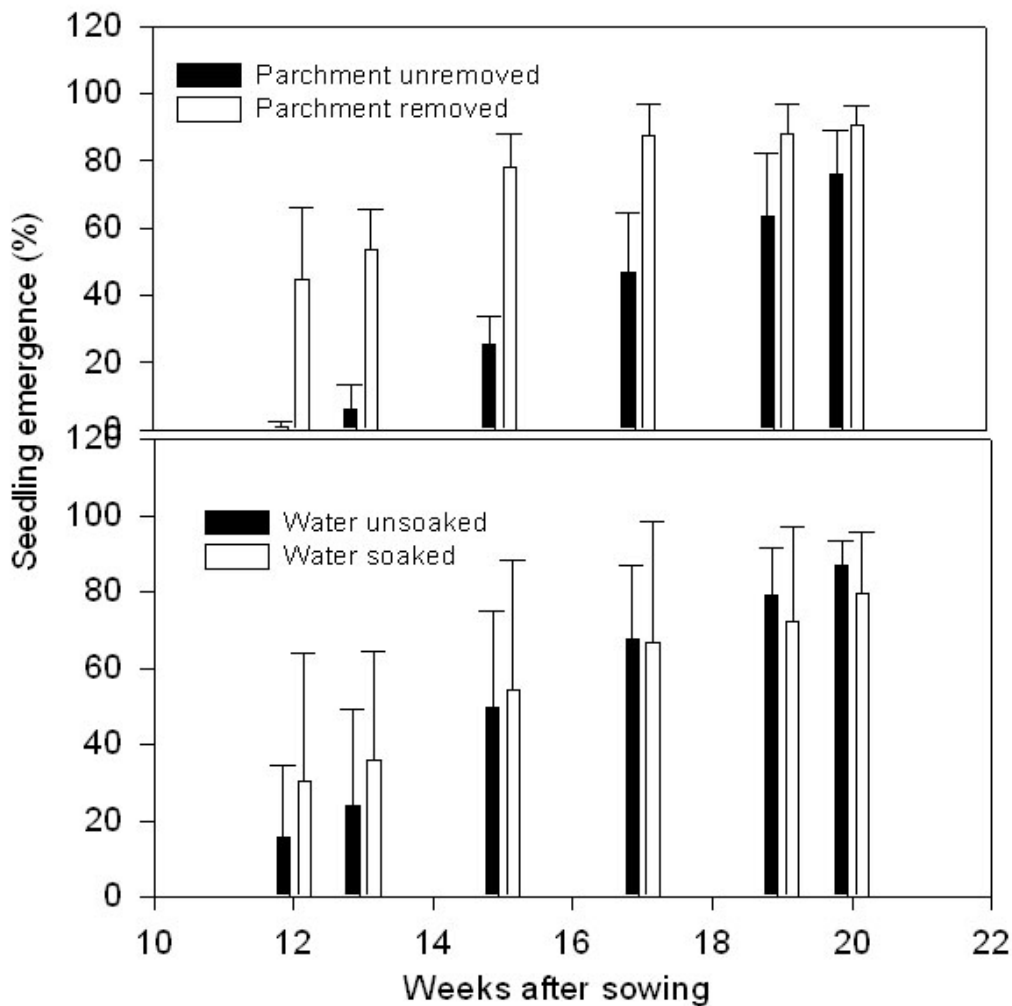 120
100
80
60
40
20
0
Parchment unremoved
Parchment removed
Seedling emergence (%)
120
100
80
60
40
20
0
Water unsoaked
Water soaked
10 12 14 16 18 20 22
Weeks after sowing